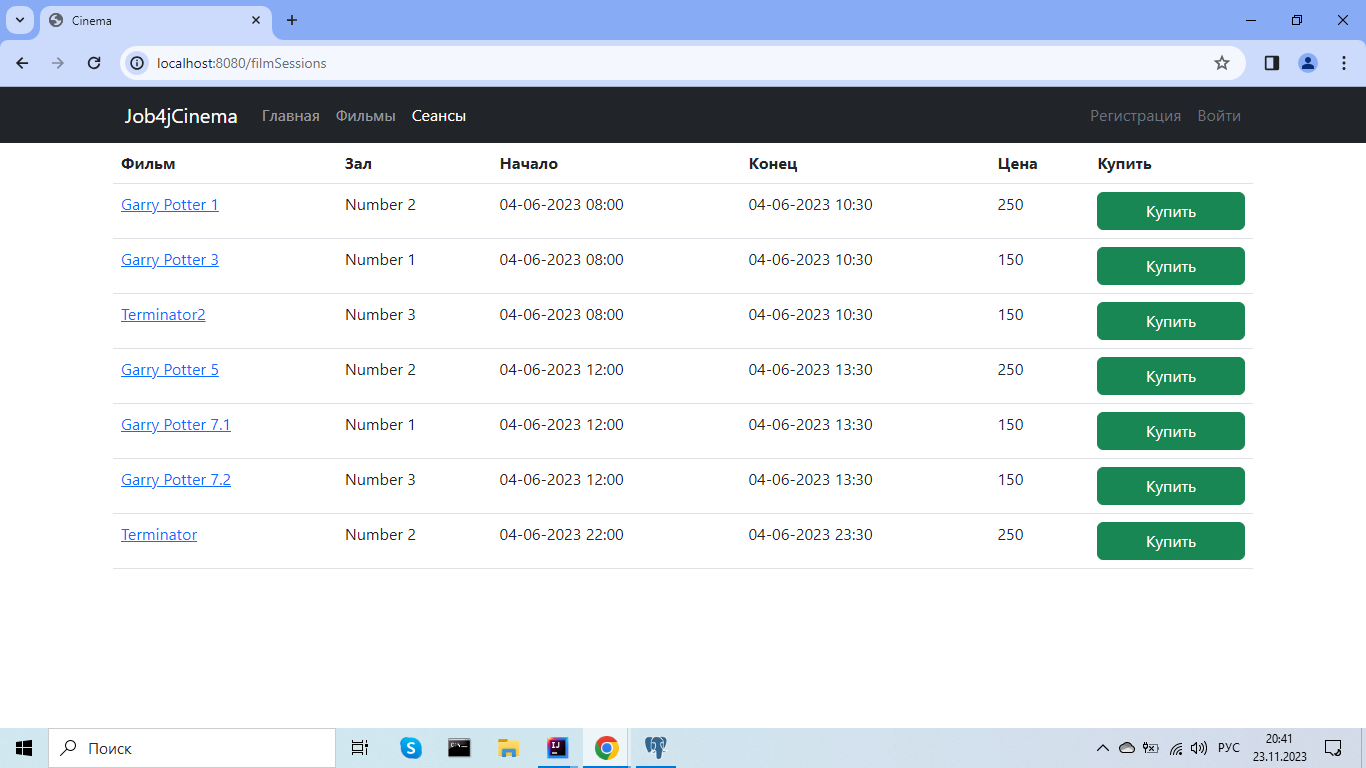 Cinema
localhost:8080/filmSessions
Job4jCinema Главная Фильмы Сеансы Регистрация Войти
Фильм Зал Начало Конец Цена Купить
Garry Potter 1 Number 2 04-06-2023 08:00 04-06-2023 10:30 250 Купить
Garry Potter 3 Number 1 04-06-2023 08:00 04-06-2023 10:30 150 Купить
Terminator2 Number 3 04-06-2023 08:00 04-06-2023 10:30 150 Купить
Garry Potter 5 Number 2 04-06-2023 12:00 04-06-2023 13:30 250 Купить
Garry Potter 7.1 Number 1 04-06-2023 12:00 04-06-2023 13:30 150 Купить
Garry Potter 7.2 Number 3 04-06-2023 12:00 04-06-2023 13:30 150 Купить
Terminator Number 2 04-06-2023 22:00 04-06-2023 23:30 250 Купить
Поиск
РУС
20:41
23.11.2023